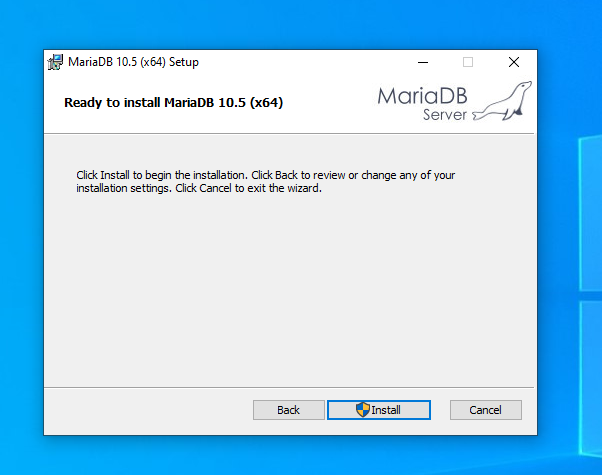 MariaDB 10.5 (x64) Setup
Ready to install MariaDB 10.5 (x64)
MariaDB
Server
Click Install to begin the installation. Click Back to review or change any of your
installation settings. Click Cancel to exit the wizard.
Back
Install
Cancel